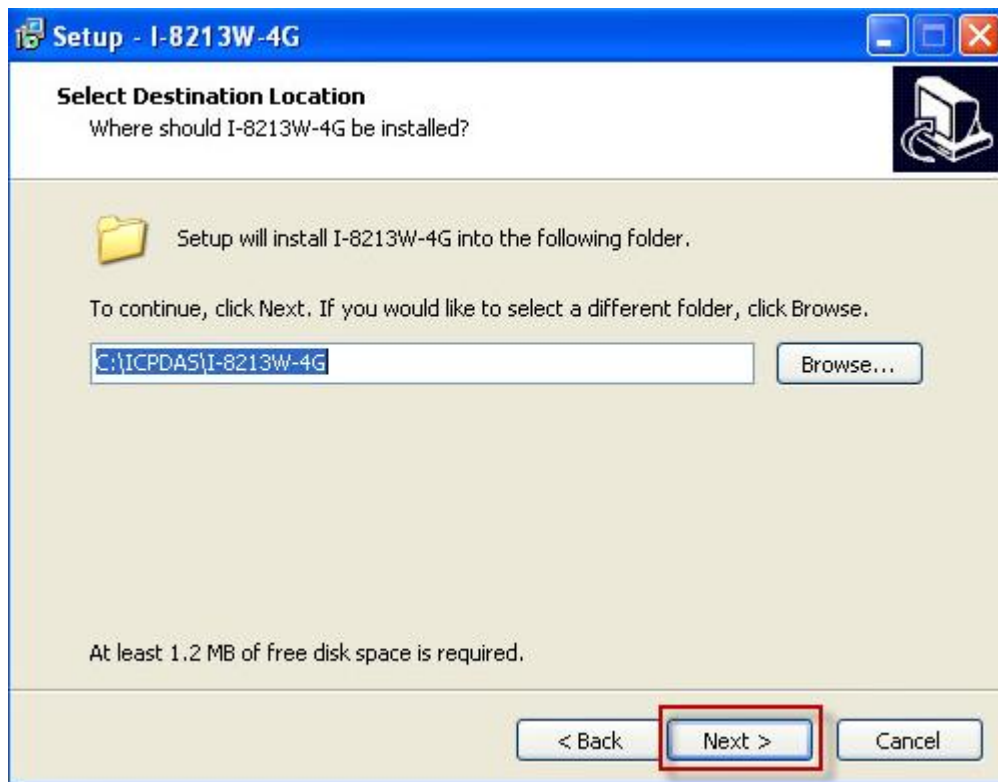 Setup - I-8213W-4G
Select Destination Location
Where should I-8213W-4G be installed?
Setup will install I-8213W-4G into the following folder.
To continue, click Next. If you would like to select a different folder, click Browse.
C:\ICPDAS\I-8213W-4G
Browse...
At least 1.2 MB of free disk space is required.
< Back Next > Cancel